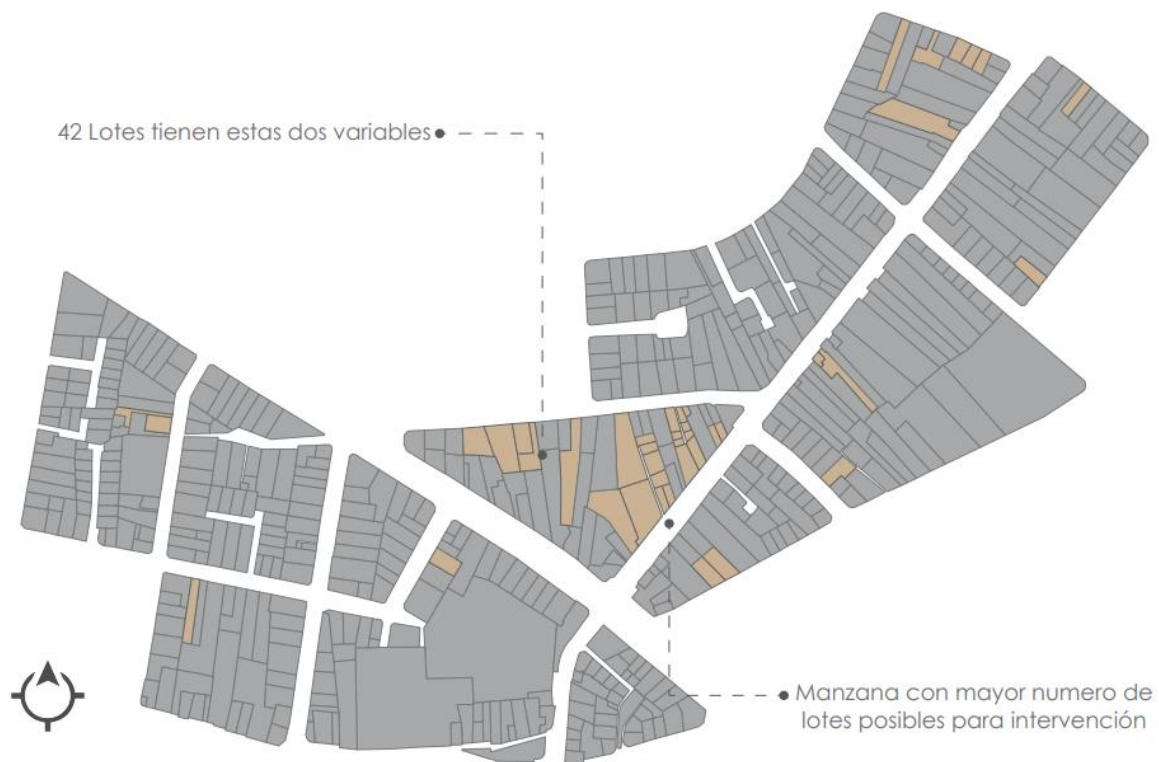 42 Lotes tienen estas dos variables
Manzana con mayor numero de
lotes posibles para intervención